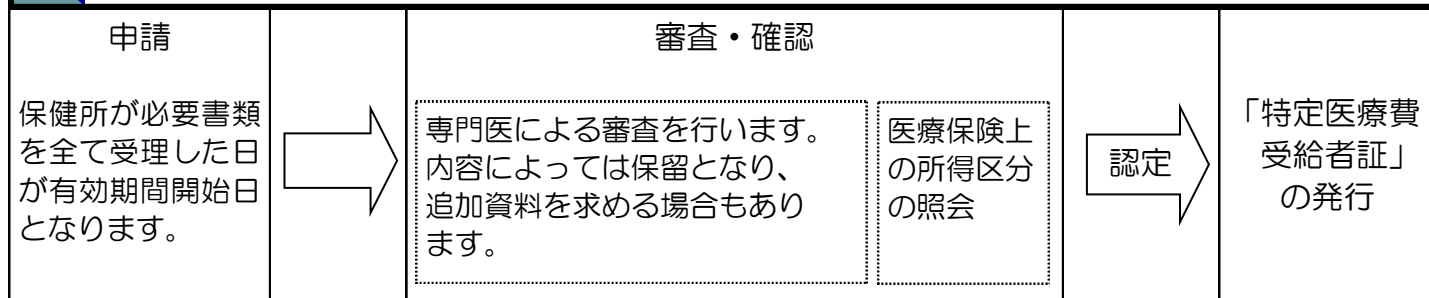 申請
保健所が必要書類
を全て受理した日
が有効期間開始日
となります。
審査・確認
専門医による審査を行います。
内容によっては保留となり、
追加資料を求める場合もあり
ます。
医療保険上
の所得区分
の照会
認定
「特定医療費
受給者証」
の発行